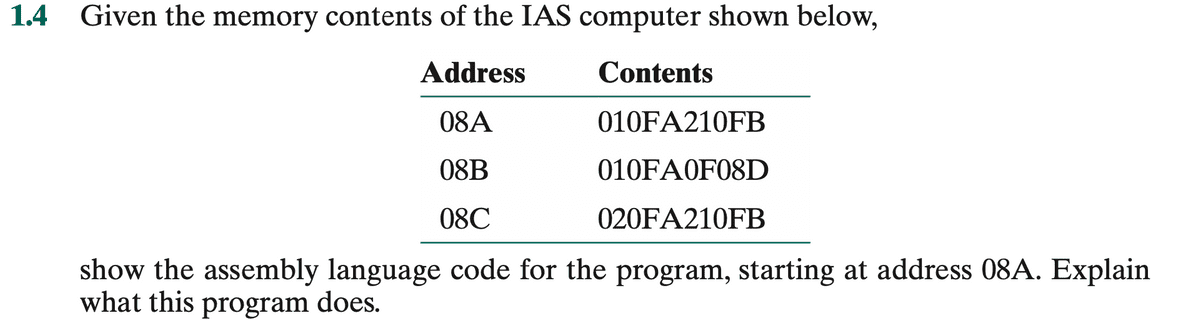 1.4 Given the memory contents of the IAS computer shown below,
Address Contents
08A 010FA210FB
08B 010FA0F08D
08C 020FA210FB
show the assembly language code for the program, starting at address 08A. Explain
what this program does.